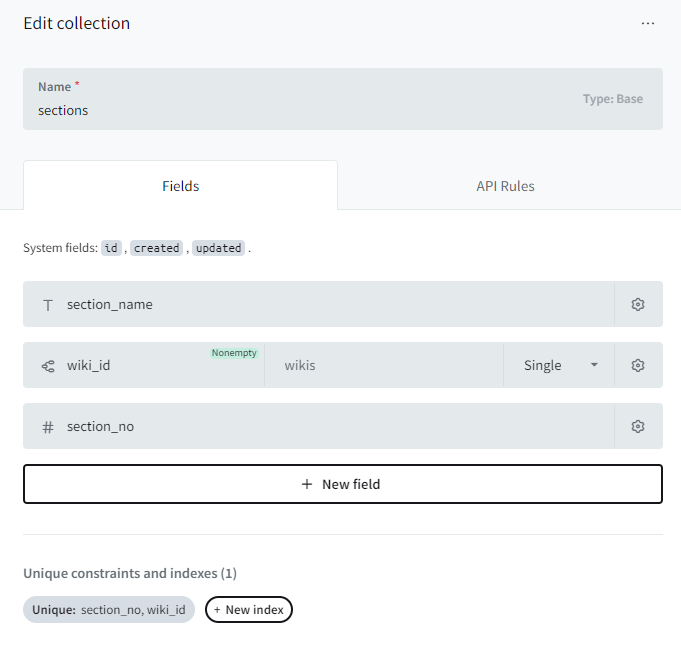 Edit collection
Name *
sections
Type: Base
Fields
API Rules
System fields: id , created , updated .
section_name
wiki_id
Nonempty
wikis
Single
section_no
+ New field
Unique constraints and indexes (1)
Unique: section_no, wiki_id
+ New index